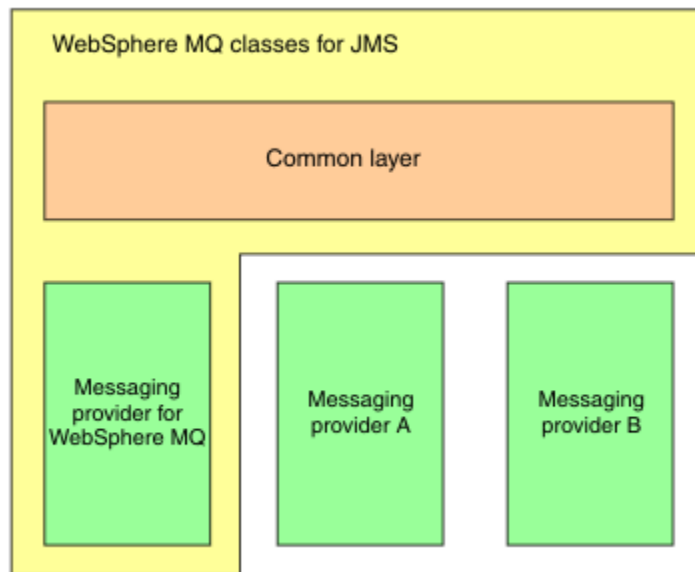 WebSphere MQ classes for JMS
Common layer
Messaging
provider for
WebSphere MQ
Messaging
provider A
Messaging
provider B